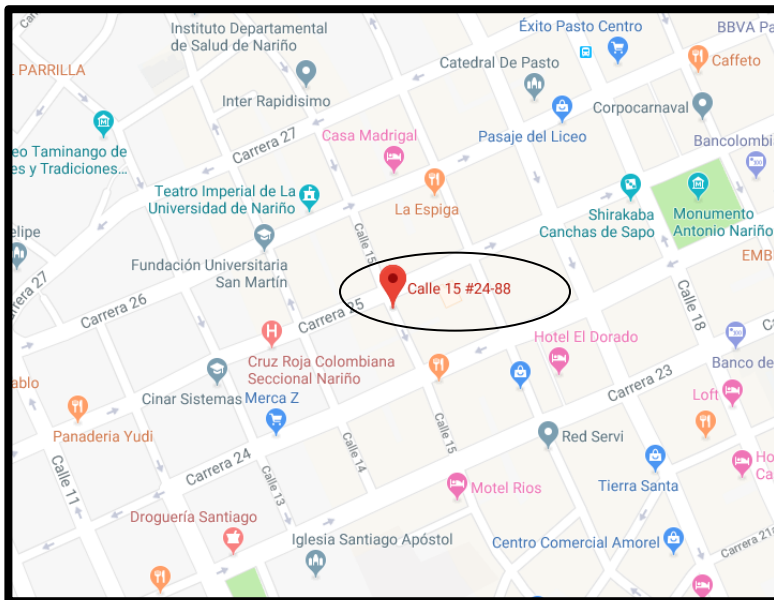 Instituto Departamental
de Salud de Nariño
Éxito Pasto Centro
BBVA Pa
PARRILLA
Catedral De Pasto
Caffeto
Inter Rapidisimo
Corpocarnaval
Pasaje del Liceo
Carrera 27
Casa Madrigal
Bancolombi
eo Taminango de
es y Tradiciones...
Teatro Imperial de La
Universidad de Nariño
La Espiga
Shirakaba
Canchas de Sapo
Monumento
Antonio Nariño
elipe
Calle 15
Fundación Universitaria
San Martín
EMB
Carrera 27
Calle 15 #24-88
Carrera 26
Carrera 25
Calle 18
Hotel El Dorado
Cruz Roja Colombiana
Seccional Nariño
Banco de
ablo
Cinar Sistemas
Merca Z
Carrera 23
Loft
Panaderia Yudi
Calle 15
Red Servi
Calle 14
Calle 11
Carrera 24
Calle 13
Ho
Ca
Motel Rios
Tierra Santa
Droguería Santiago
Iglesia Santiago Apóstol
Centro Comercial Amorel
Carrera 21a